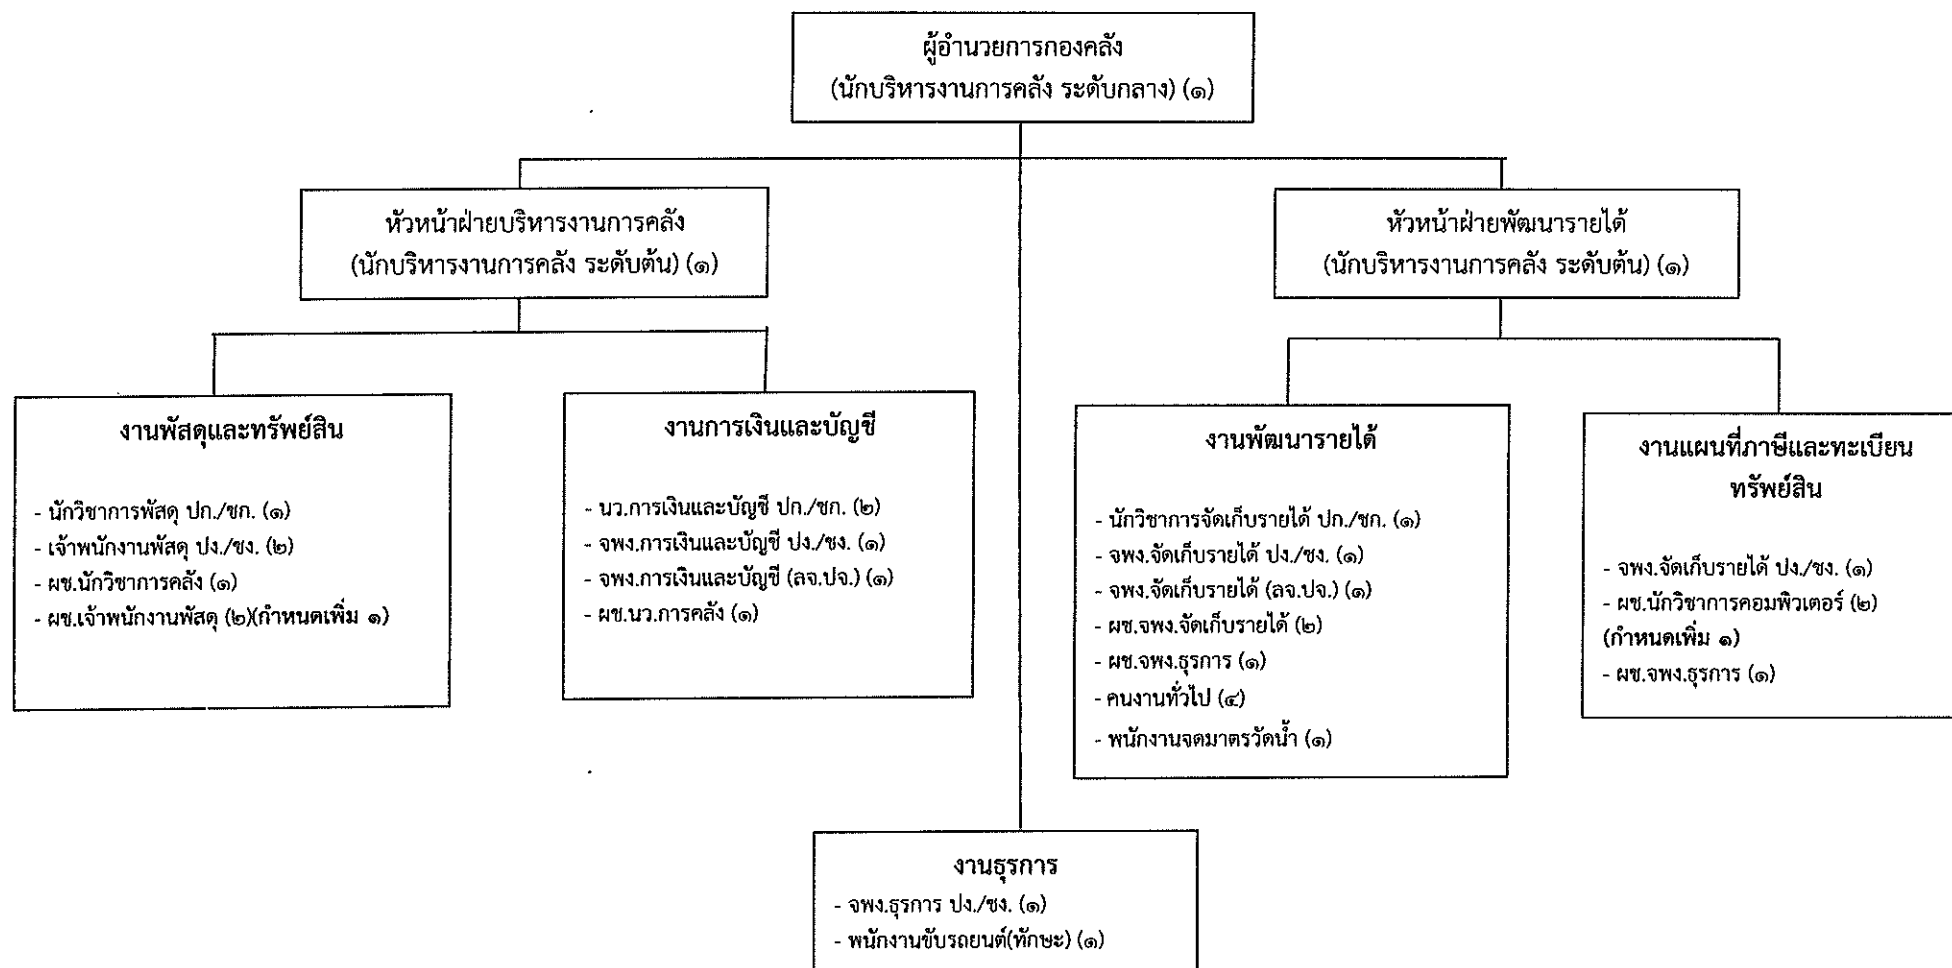 ผู้อำนวยการกองคลัง
(นักบริหารงานการคลัง ระดับกลาง) (๑)
หัวหน้าฝ่ายบริหารงานการคลัง
(นักบริหารงานการคลัง ระดับต้น) (๑)
หัวหน้าฝ่ายพัฒนารายได้
(นักบริหารงานการคลัง ระดับต้น) (๑)
งานพัสดุและทรัพย์สิน
- นักวิชาการพัสดุ ปก./ชก. (๑)
- เจ้าพนักงานพัสดุ ปง./ชง. (๒)
- ผช.นักวิชาการคลัง (๑)
- ผช.เจ้าพนักงานพัสดุ (๒)(กำหนดเพิ่ม ๑)
งานการเงินและบัญชี
- นว.การเงินและบัญชี ปก./ชก. (๒)
- จพง.การเงินและบัญชี ปง./ชง. (๑)
- จพง.การเงินและบัญชี (ลจ.ปจ.) (๑)
- ผช.นว.การคลัง (๑)
งานพัฒนารายได้
- นักวิชาการจัดเก็บรายได้ ปก./ชก. (๑)
- จพง.จัดเก็บรายได้ ปง./ชง. (๑)
- จพง.จัดเก็บรายได้ (ลจ.ปจ.) (๑)
- ผช.จพง.จัดเก็บรายได้ (๒)
- ผช.จพง.ธุรการ (๑)
- คนงานทั่วไป (๔)
- พนักงานจดมาตรวัดน้ำ (๑)
งานแผนที่ภาษีและทะเบียน
ทรัพย์สิน
- จพง.จัดเก็บรายได้ ปง./ชง. (๑)
- ผช.นักวิชาการคอมพิวเตอร์ (๒)
(กำหนดเพิ่ม ๑)
- ผช.จพง.ธุรการ (๑)
งานธุรการ
- จพง.ธุรการ ปง./ชง. (๑)
- พนักงานขับรถยนต์(ทักษะ) (๑)